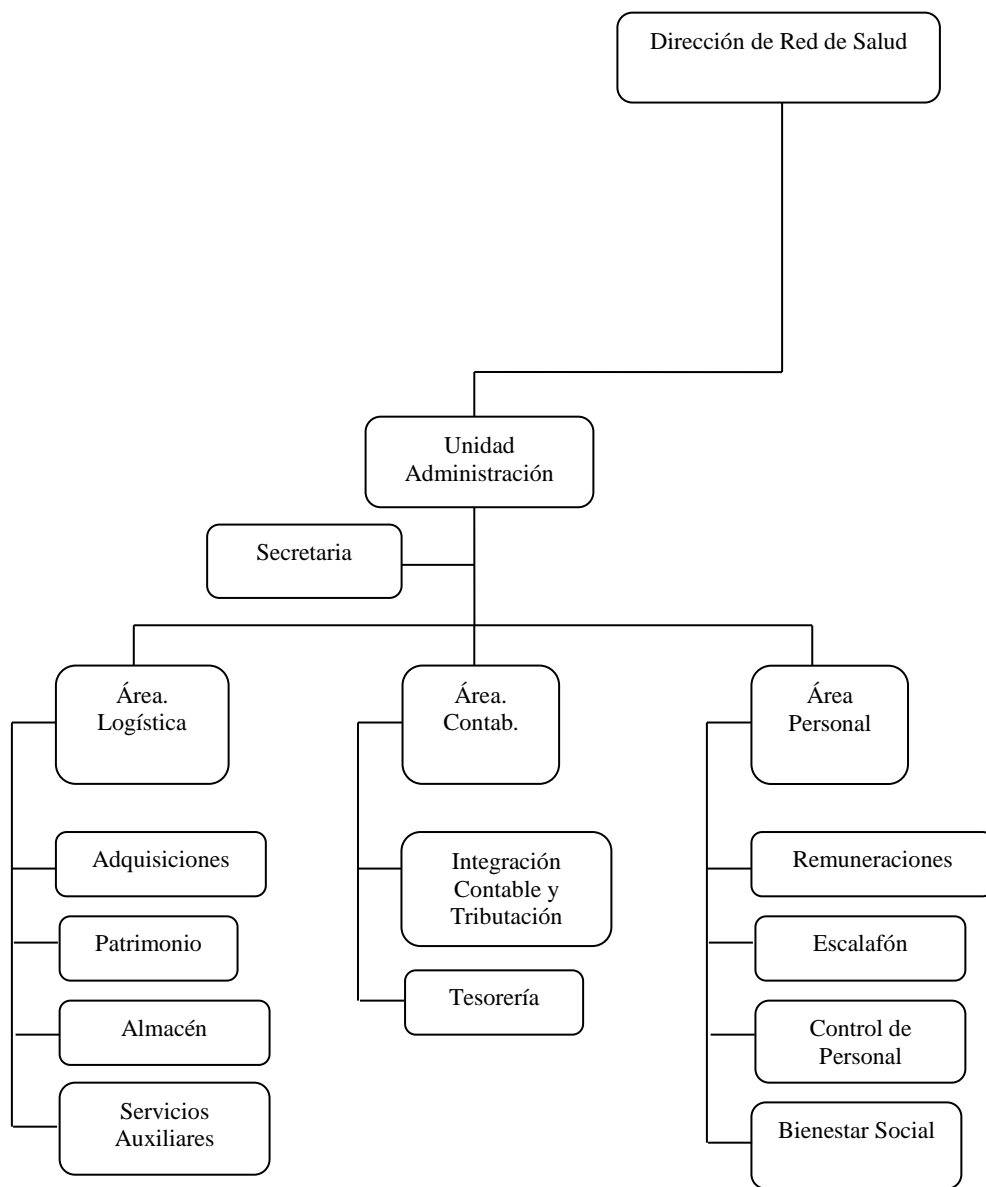 Dirección de Red de Salud
Unidad
Administración
Secretaria
Área.
Logística
Área.
Contab.
Área
Personal
Adquisiciones
Patrimonio
Almacén
Servicios
Auxiliares
Integración
Contable y
Tributación
Tesorería
Remuneraciones
Escalafón
Control de
Personal
Bienestar Social